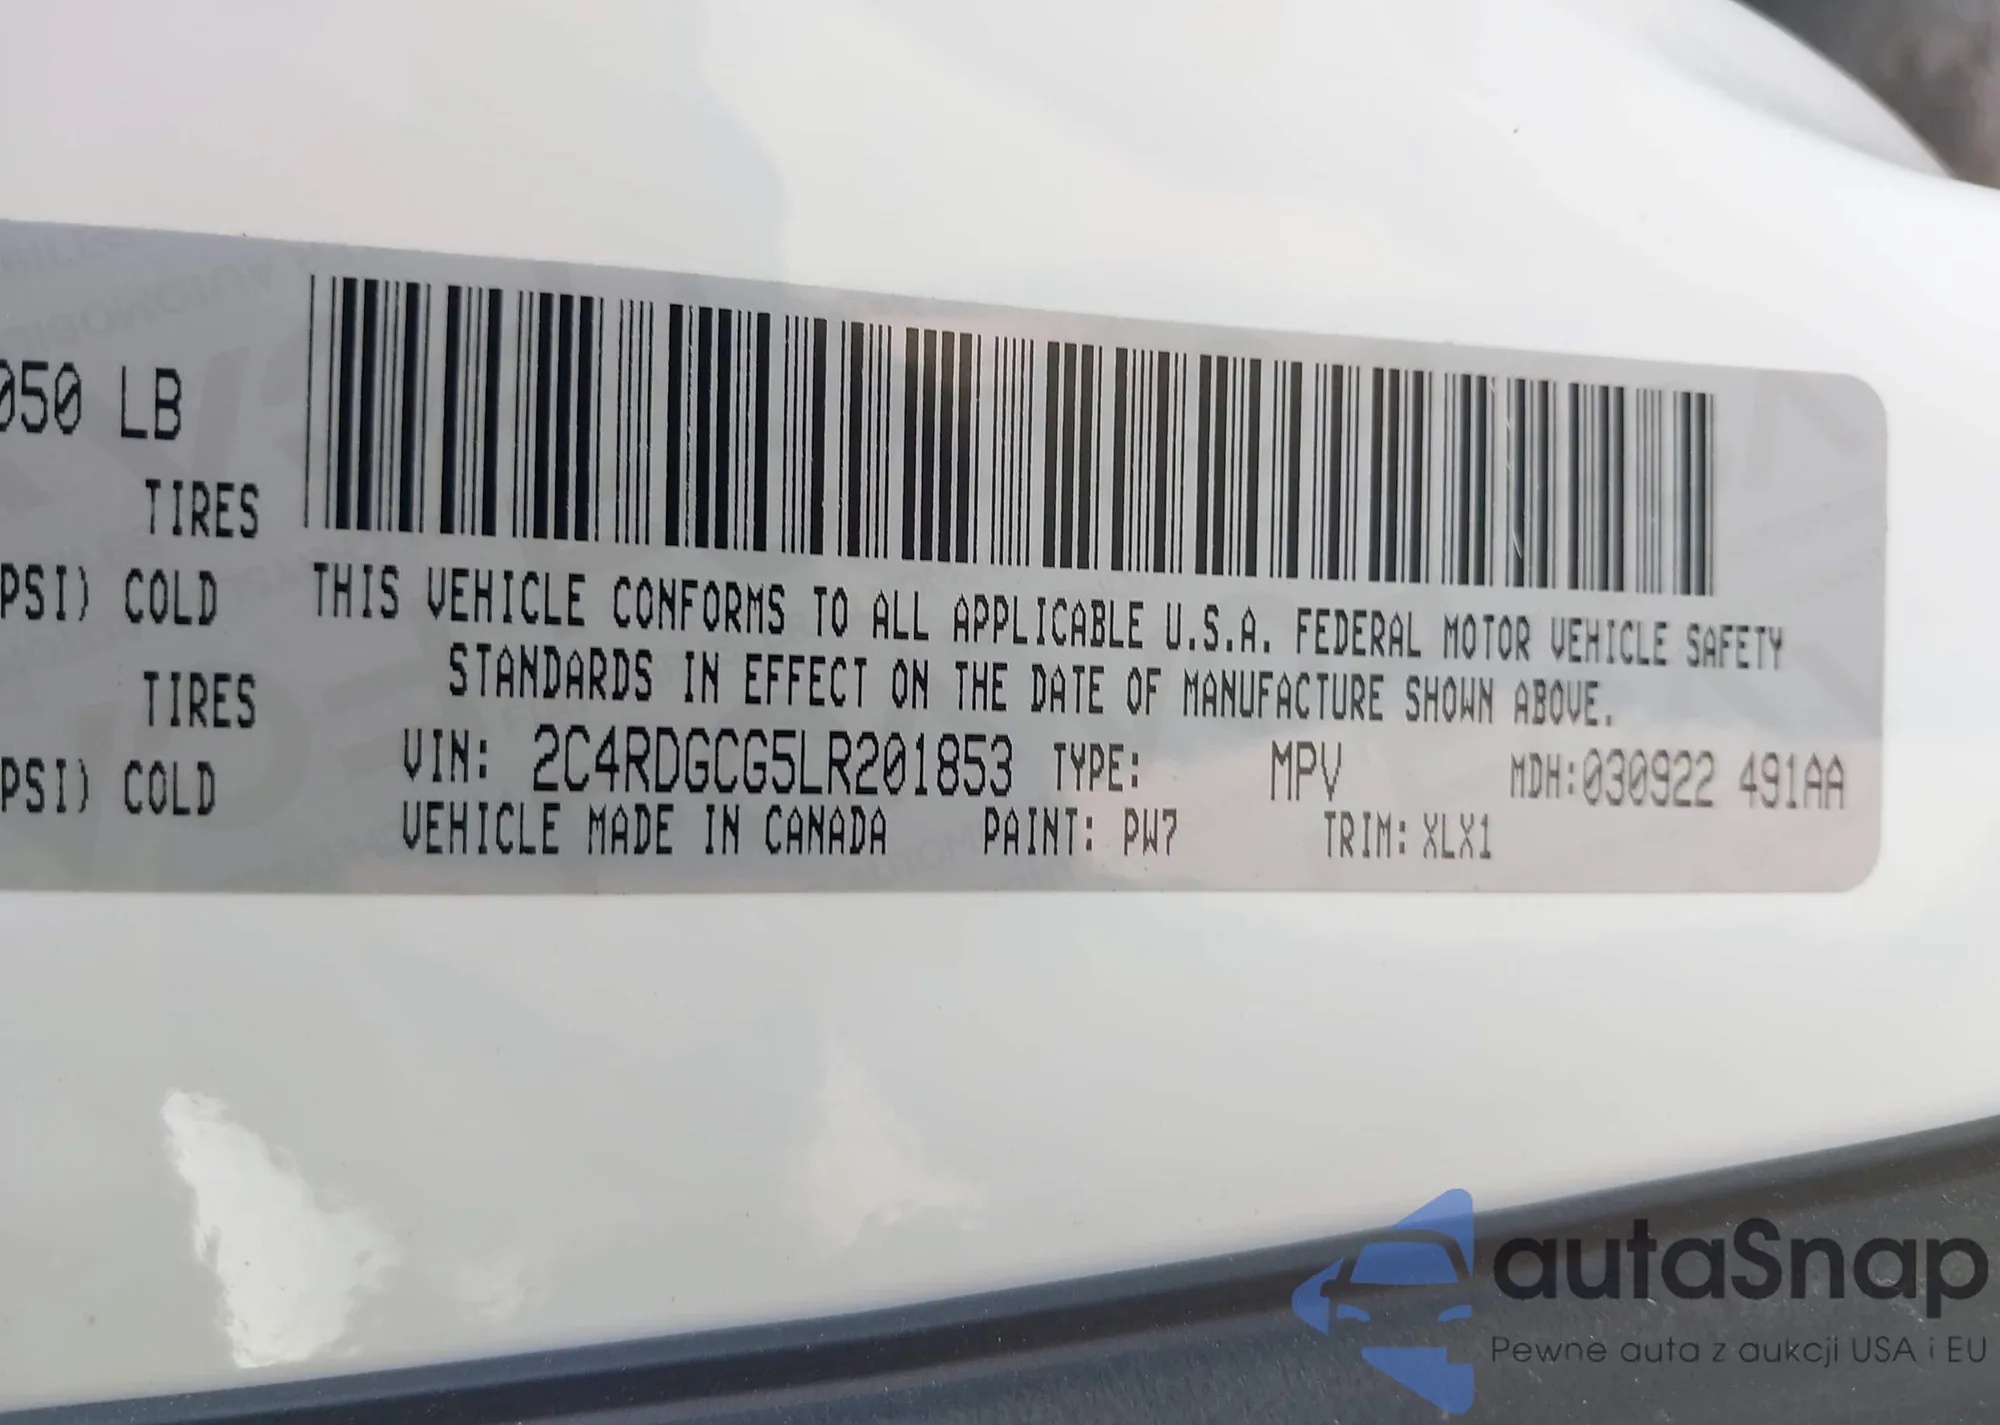 050 LB
TIRES
PSI) COLD
TIRES
PSI) COLD
THIS VEHICLE CONFORMS TO ALL APPLICABLE U.S.A. FEDERAL MOTOR VEHICLE SAFETY
STANDARDS IN EFFECT ON THE DATE OF MANUFACTURE SHOWN ABOVE.
VIN: 2C4RDGCG5LR201853 TYPE: MPV MDH:030922 491AA
VEHICLE MADE IN CANADA PAINT: PW7 TRIM: XLX1
autaSnap
Pewne auta z aukcji USA i EU